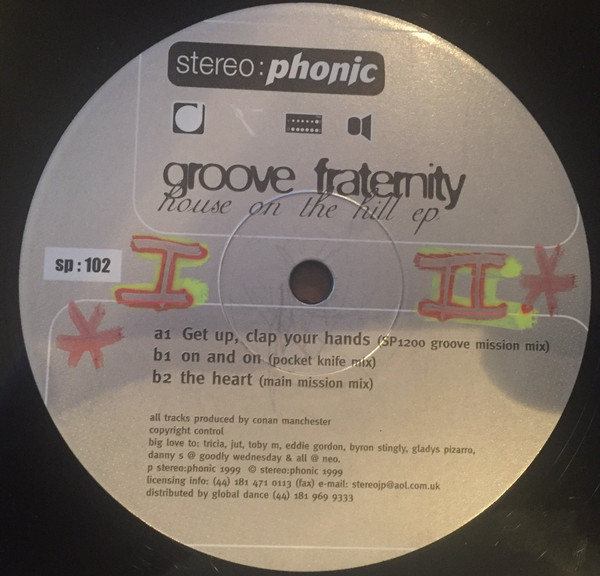 stereo:phonic
groove fraternity
house on the hill ep
sp:102
I
II*
*
a1 Get up, clap your hands (SP1200 groove mission mix)
b1 on and on (pocket knife mix)
b2 the heart (main mission mix)
all tracks produced by conan manchester
copyright control
big love to: tricia, jut, toby m, eddie gordon, byron stingly, gladys pizarro,
danny s @ goodly wednesday & all @ neo.
p stereo:phonic 1999 © stereo:phonic 1999
licensing info: (44) 181 471 0113 (fax) e-mail: stereojp@aol.com.uk
distributed by global dance (44) 181 969 9333